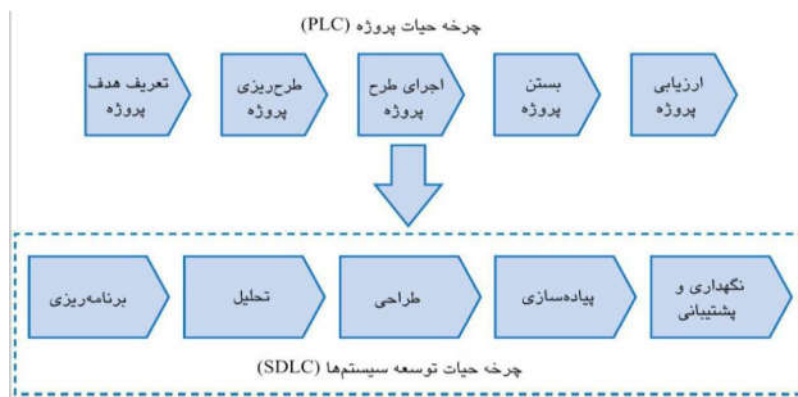 چرخه حیات پروژه (PLC)
تعریف هدف
پروژه
طرح‌ریزی
پروژه
اجرای طرح
پروژه
بستن
پروژه
ارزیابی
پروژه
برنامه‌ریزی
تحلیل
طراحی
پیاده‌سازی
نگهداری و
پشتیبانی
چرخه حیات توسعه سیستم‌ها (SDLC)